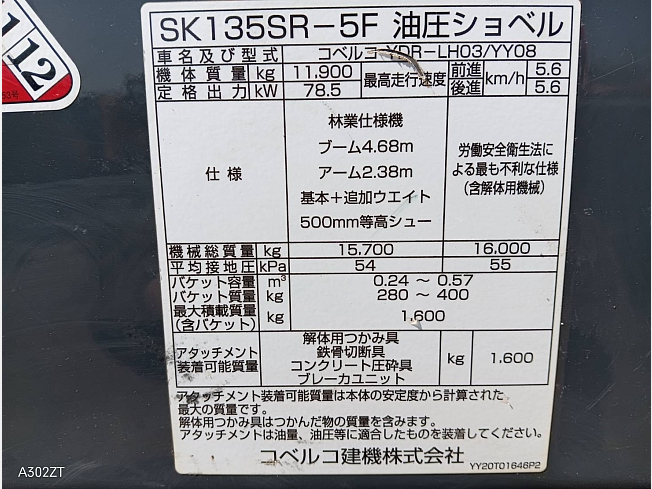 112
SK135SR-5F 油圧ショベル
車名及び型式 コベルコ YDR-LH03/YY08
機体質量 kg 11,900 最高走行速度 前進 km/h 5.6
定格出力 kW 78.5 後進 5.6
仕様
林業仕様機
ブーム4.68m
アーム2.38m
基本+追加ウエイト
500mm等高シュー
労働安全衛生法に
よる最も不利な仕様
(含解体用機械)
機械総質量 kg 15,700 16,000
平均接地圧 kPa 54 55
バケット容量 m³ 0.24 ~ 0.57
バケット質量 kg 280 ~ 400
最大積載質量
(含バケット) kg 1,600
アタッチメント
装着可能質量
解体用つかみ具
鉄骨切断具
コンクリート圧砕具
ブレーカユニット
kg 1,600
アタッチメント装着可能質量は本体の安定度から計算された
最大の質量です。
解体用つかみ具はつかんだ物の質量を含みます。
アタッチメントは油量、油圧等に適合したものを装着してください。
コベルコ建機株式会社 YY20T01646P2
A302ZT